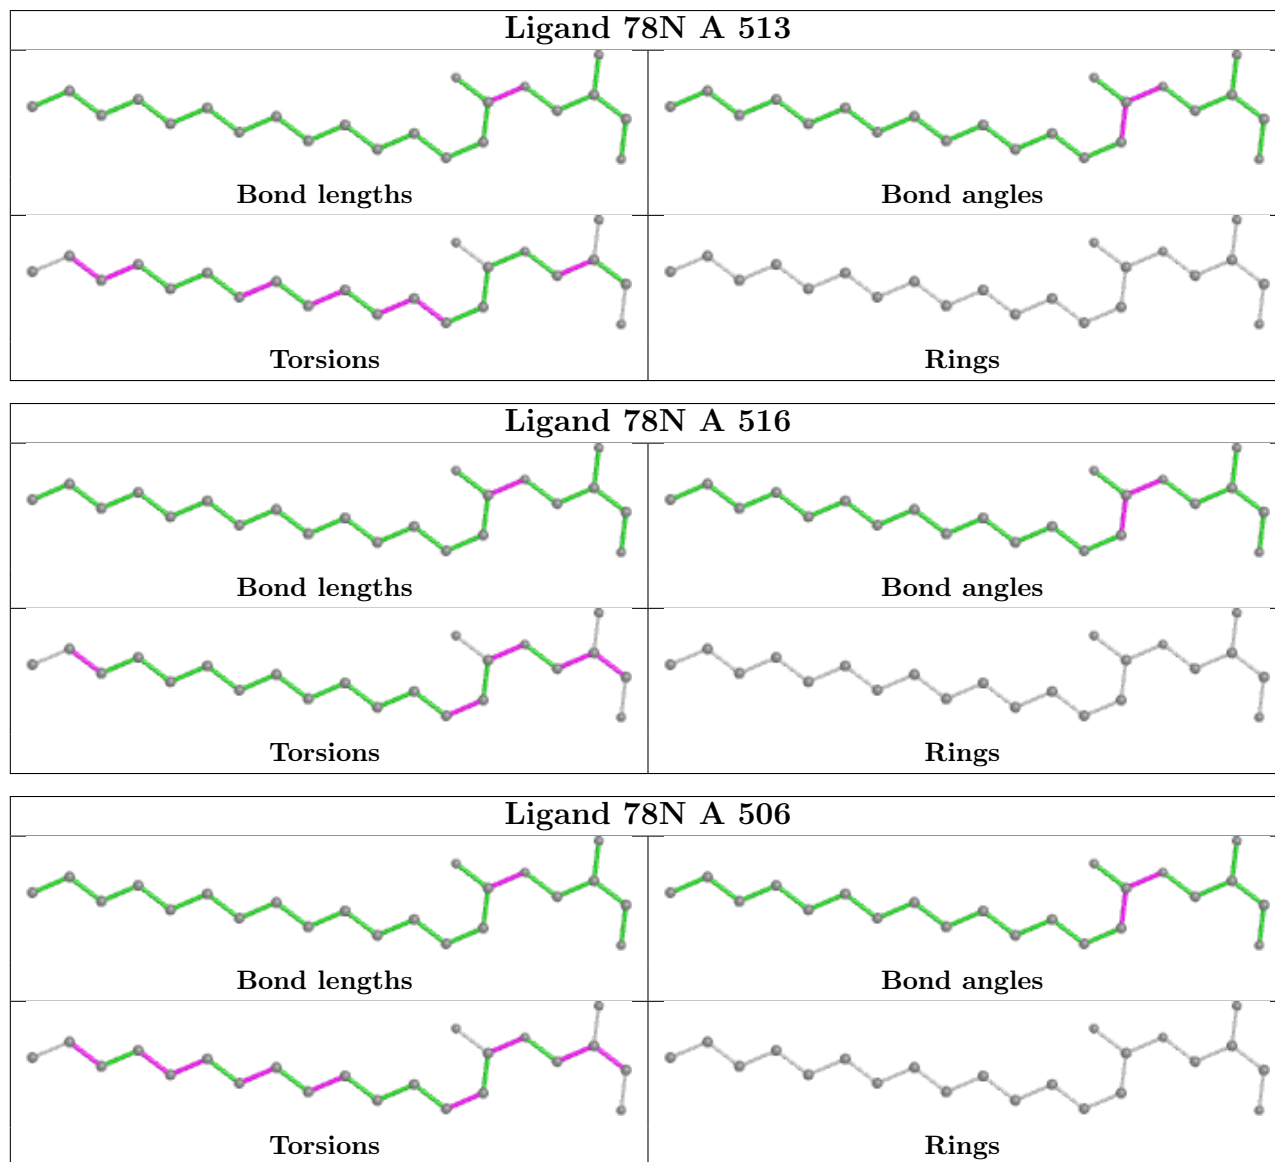 Ligand 78N A 513
Bond lengths
Bond angles
Torsions
Rings
Ligand 78N A 516
Bond lengths
Bond angles
Torsions
Rings
Ligand 78N A 506
Bond lengths
Bond angles
Torsions
Rings